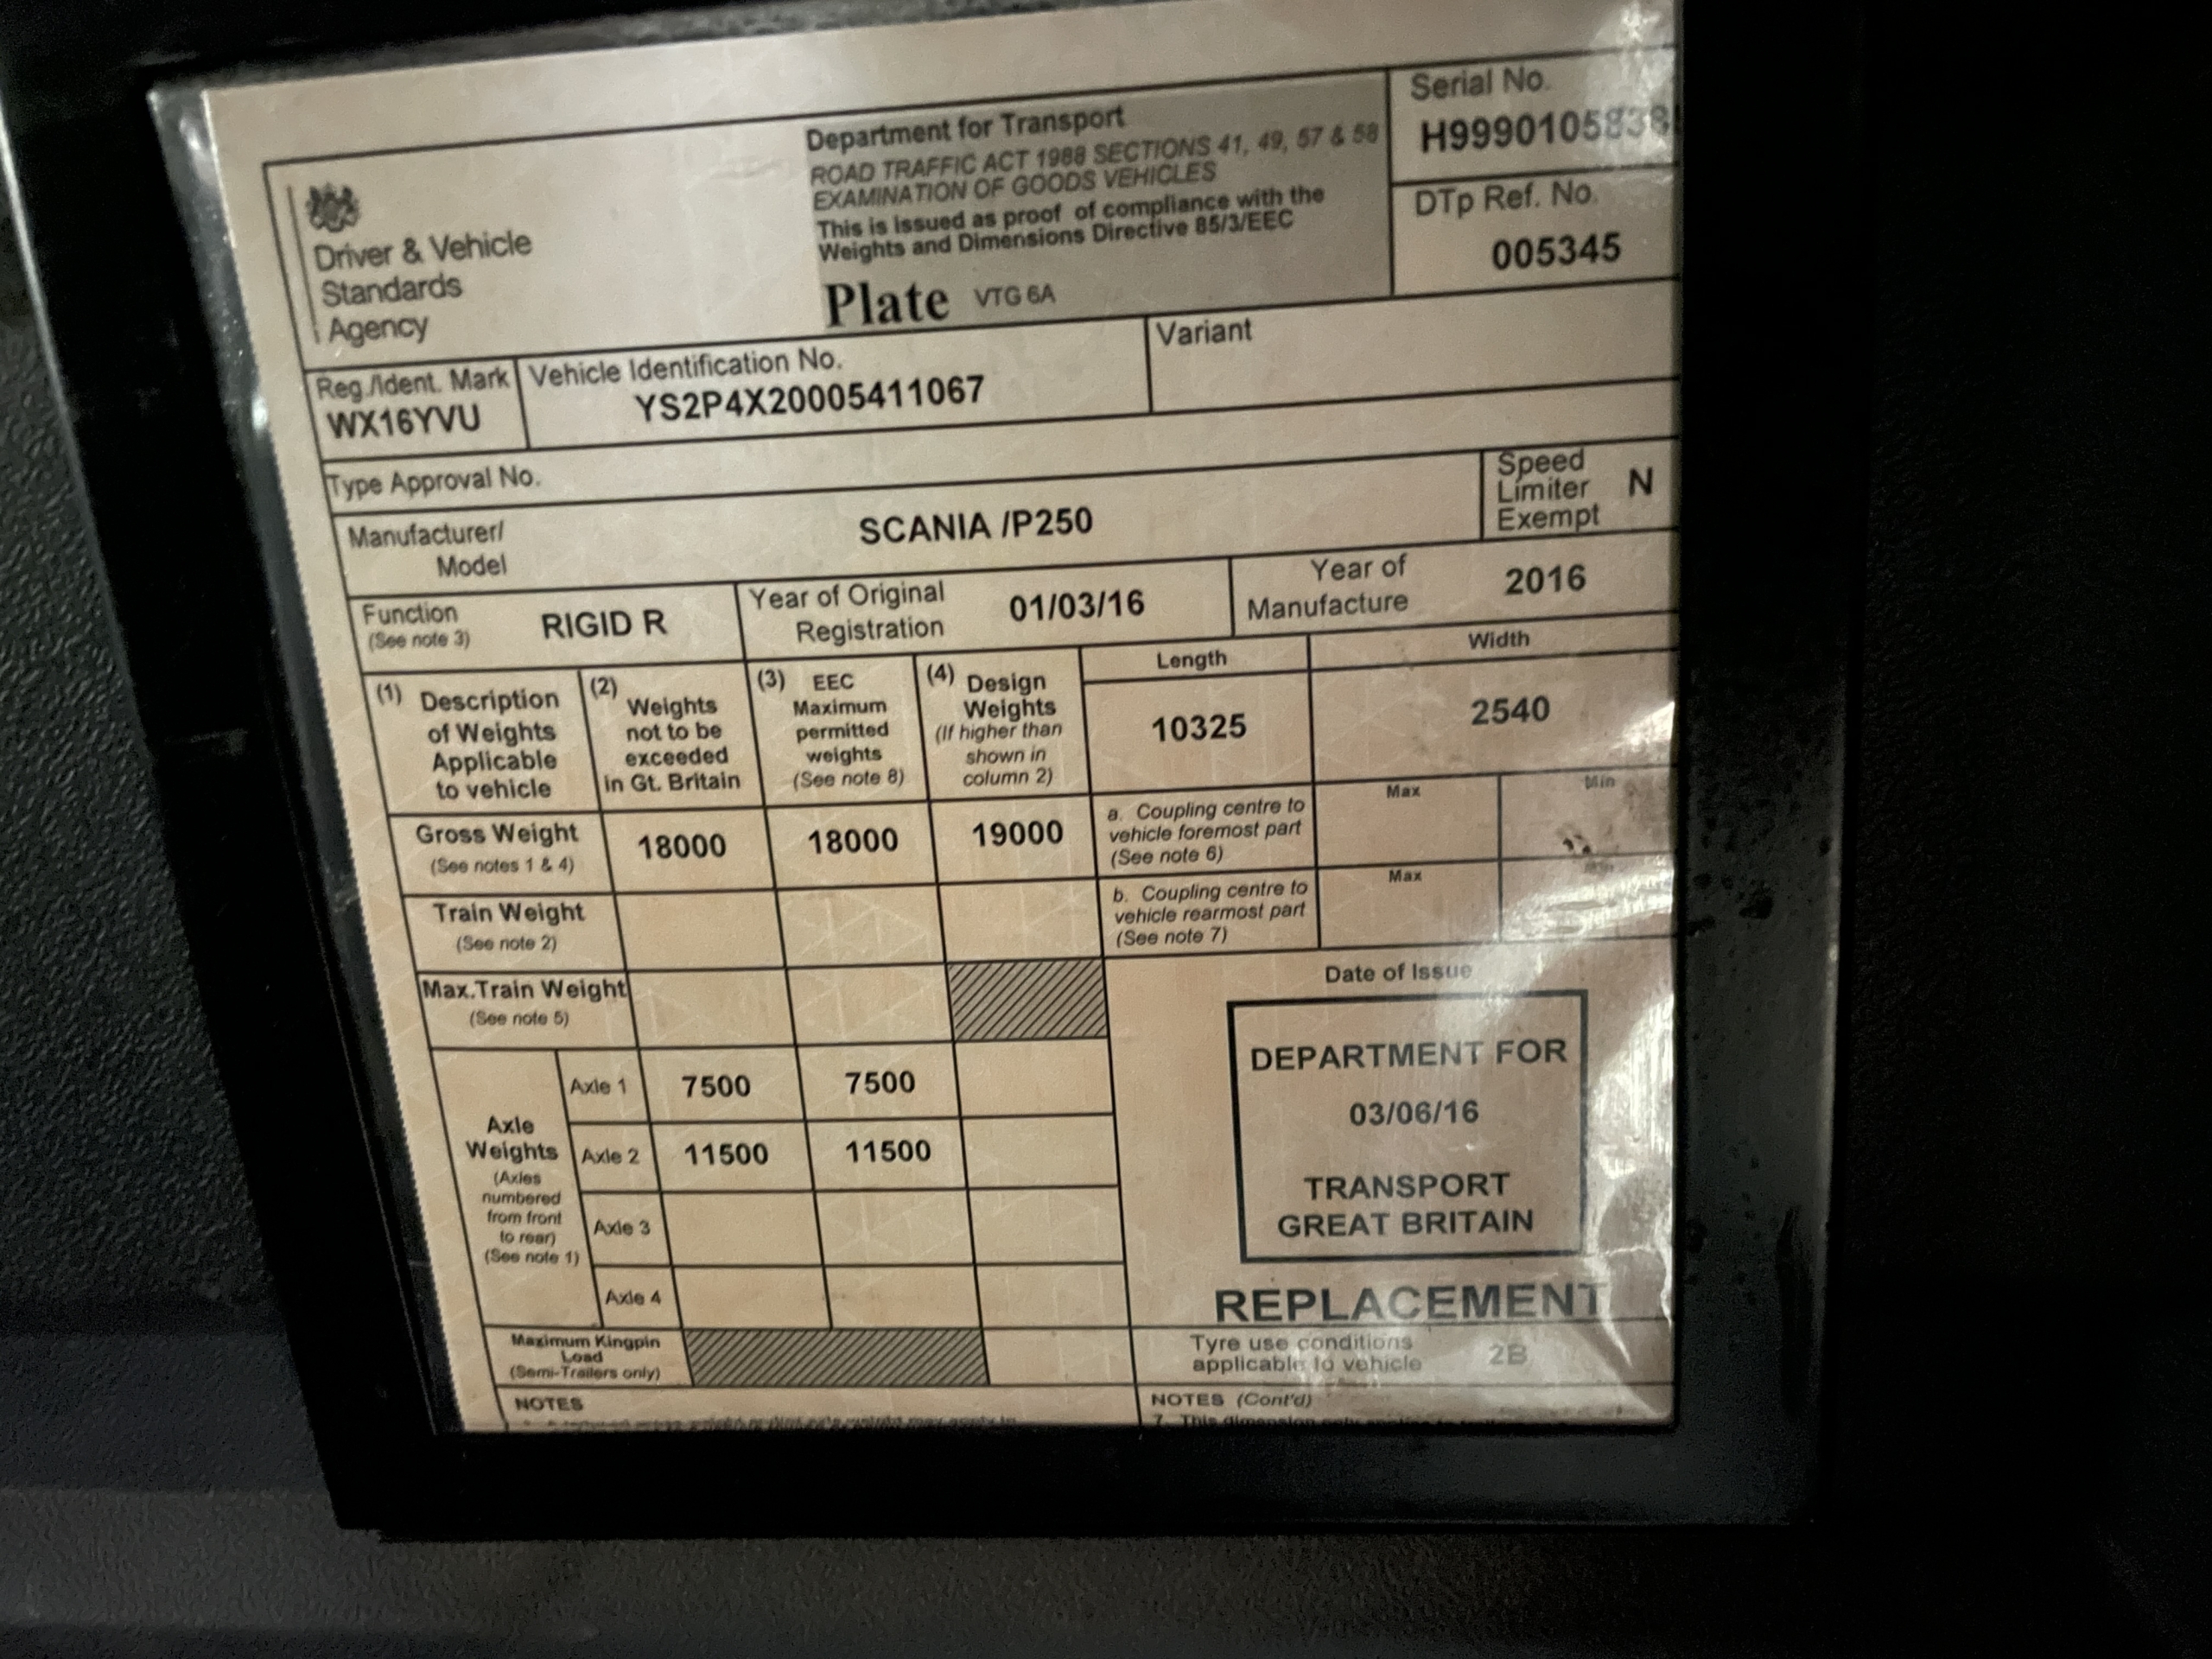 Driver & Vehicle
Standards
Agency
Department for Transport
ROAD TRAFFIC ACT 1988 SECTIONS 41, 49, 57 & 58
EXAMINATION OF GOODS VEHICLES
This is issued as proof of compliance with the
Weights and Dimensions Directive 85/3/EEC
Plate VTG 6A
Serial No.
DTp Ref. No.
005345
Reg./Ident. Mark
WX16YVU
Vehicle Identification No.
YS2P4X20005411067
Variant
Type Approval No.
Manufacturer/
Model
SCANIA /P250
Speed
Limiter
Exempt
N
Function
(See note 3)
RIGID R
Year of Original
Registration
01/03/16
Year of
Manufacture
2016
(1) Description
of Weights
Applicable
to vehicle
(2) Weights
not to be
exceeded
in Gt. Britain
(3) EEC
Maximum
permitted
weights
(See note 8)
(4) Design
Weights
(If higher than
shown in
column 2)
Length
10325
Width
2540
Gross Weight
(See notes 1 & 4)
18000
18000
19000
a. Coupling centre to
vehicle foremost part
(See note 6)
Max
Min
Train Weight
(See note 2)
b. Coupling centre to
vehicle rearmost part
(See note 7)
Max
Max.Train Weight
(See note 5)
Axle
Weights
(Axles
numbered
from front
to rear)
(See note 1)
Axle 1
7500
7500
Axle 2
11500
11500
Axle 3
Axle 4
Date of Issue
DEPARTMENT FOR
03/06/16
TRANSPORT
GREAT BRITAIN
REPLACEMENT
Maximum Kingpin
Load
(Semi-Trailers only)
Tyre use conditions
applicable to vehicle
2B
NOTES
NOTES (Cont'd)
7. This dimension only